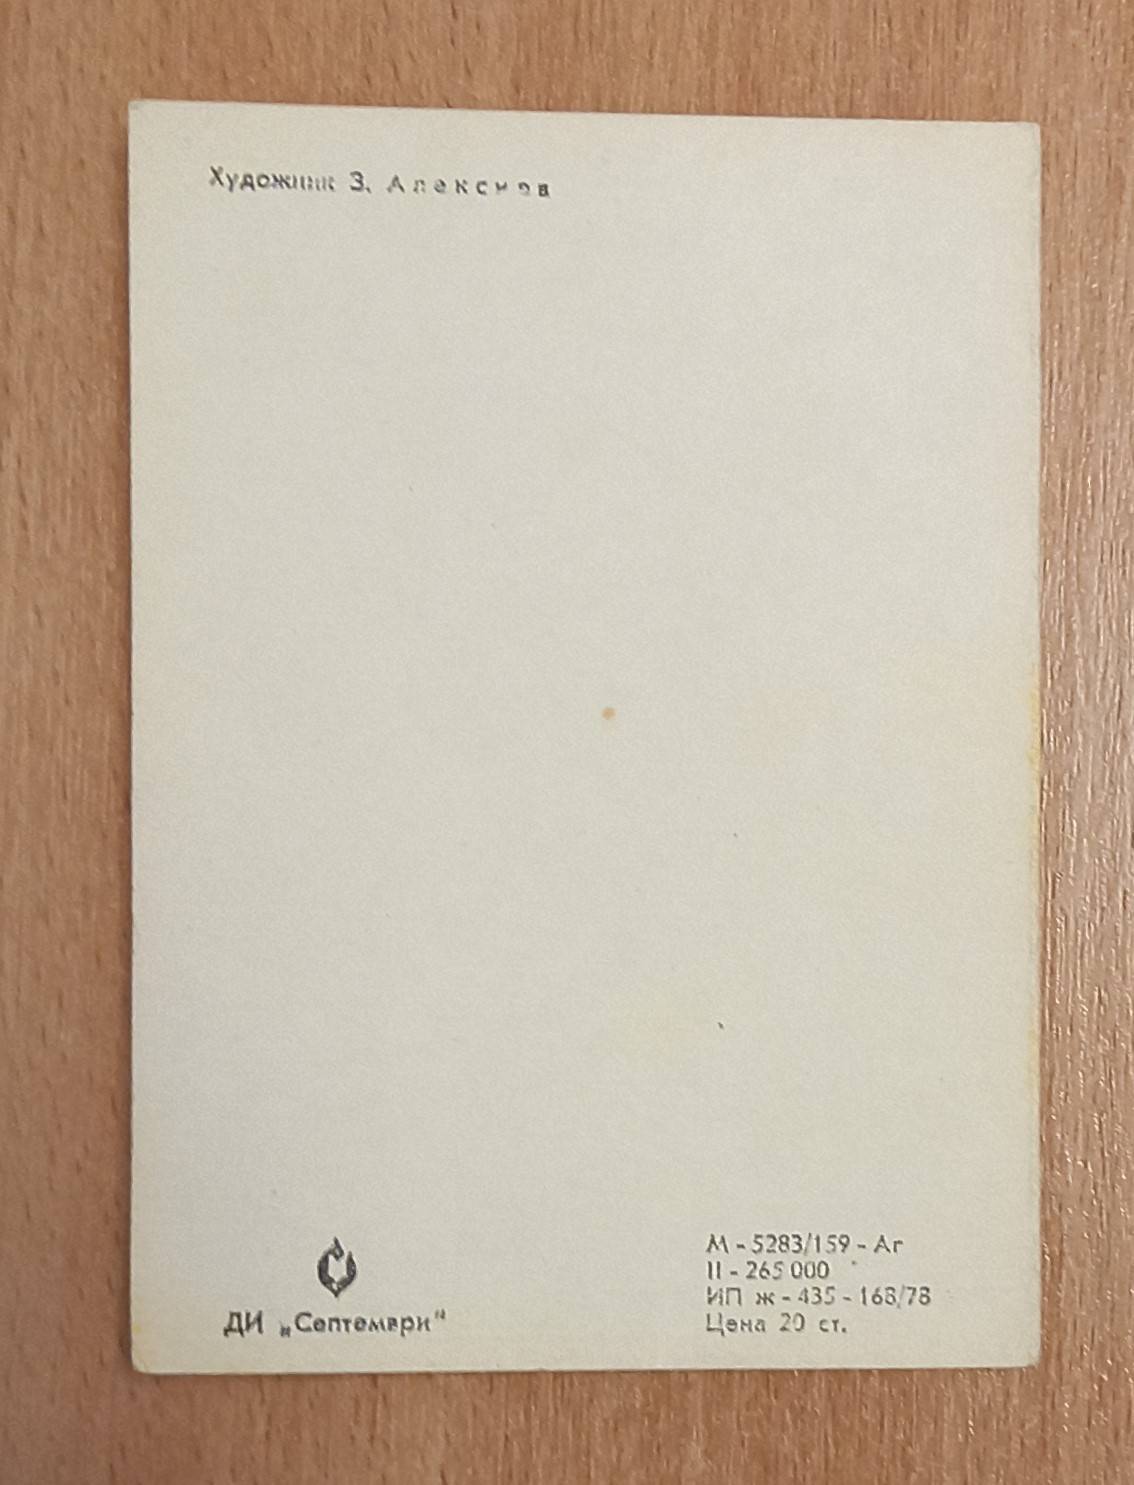 Художник З. Алексиев
ДИ „Септември“
М - 5283/159 - Аг
II - 265 000
ИП ж - 435 - 168/78
Цена 20 ст.